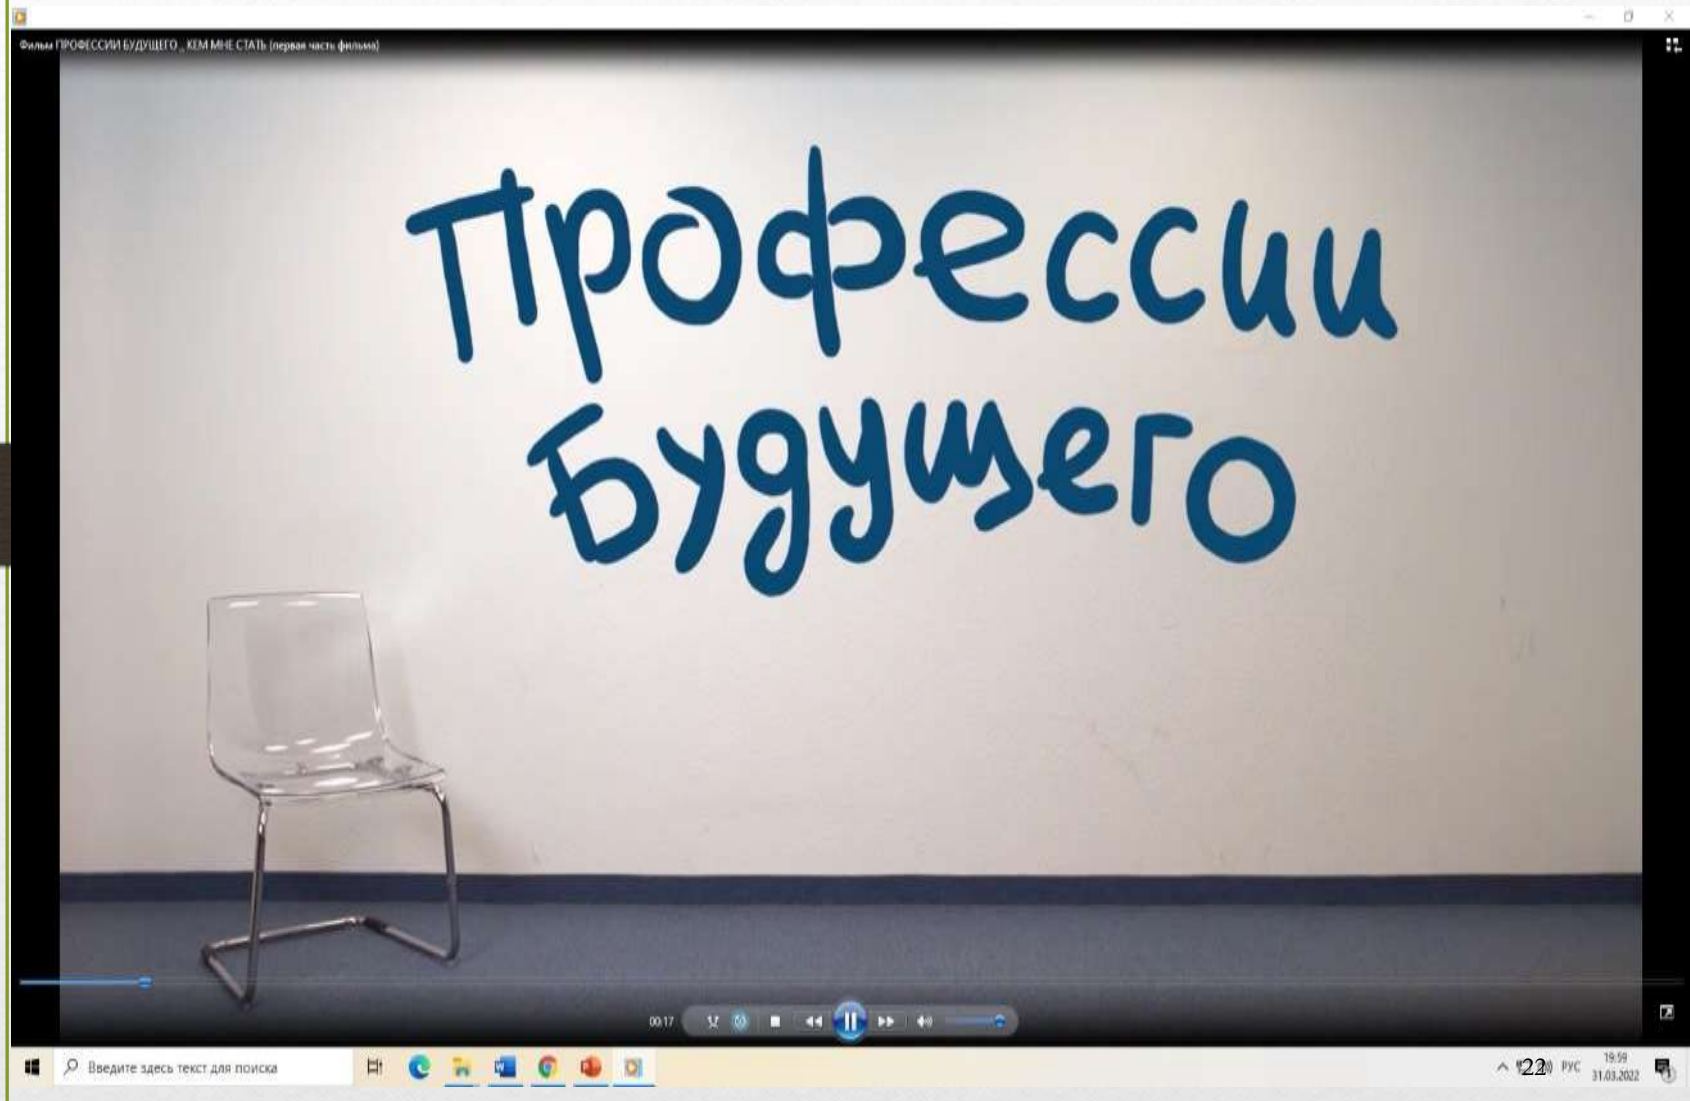 Фильм ПРОФЕССИИ БУДУЩЕГО _ КЕМ МНЕ СТАТЬ (первая часть фильма)
Профессии
Будущего
00:17
Введите здесь текст для поиска
22
РУС
19:59
31.03.2022